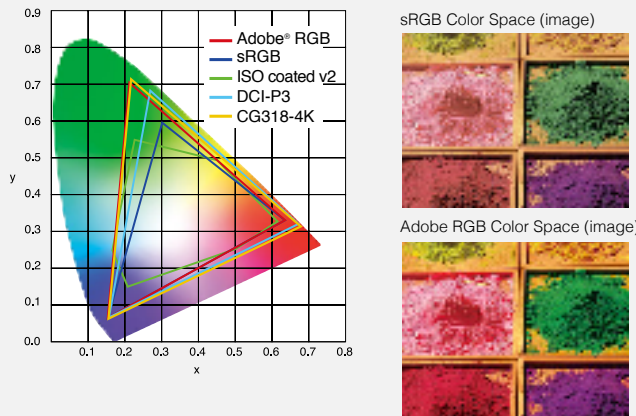 0.9
0.8
0.7
0.6
0.5
0.4
0.3
0.2
0.1
0.0
y
0.1 0.2 0.3 0.4 0.5 0.6 0.7 0.8
x
Adobe® RGB
sRGB
ISO coated v2
DCI-P3
CG318-4K
sRGB Color Space (image)
Adobe RGB Color Space (image)